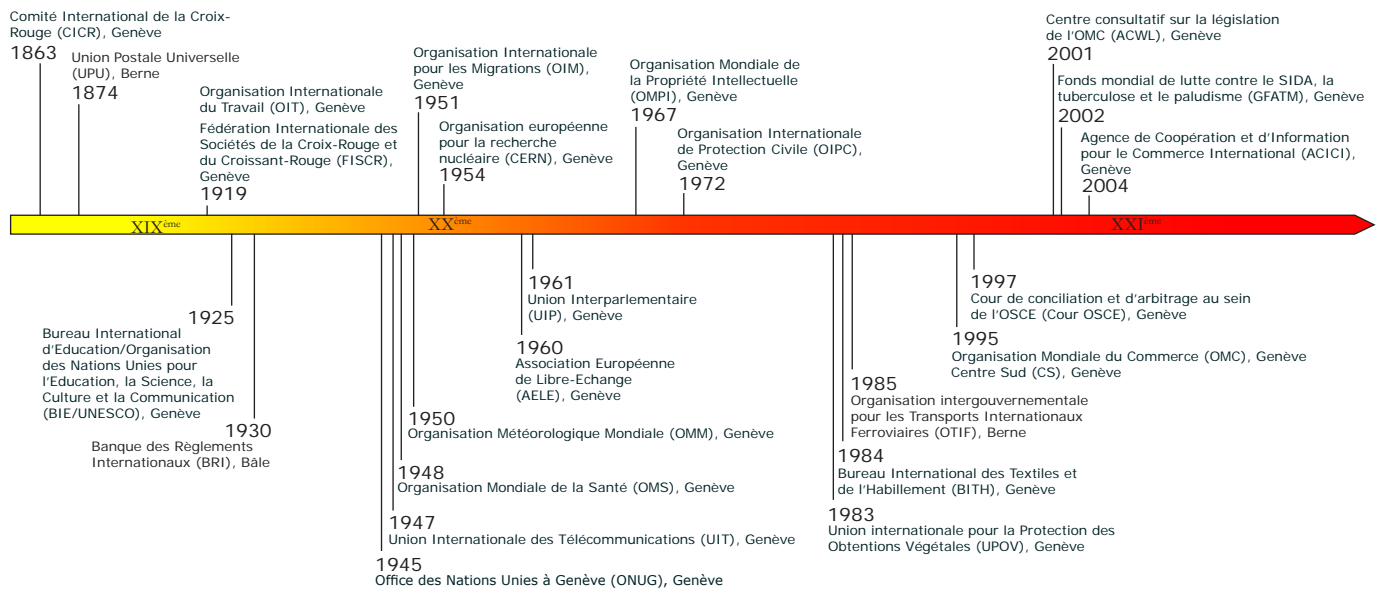 Comité International de la Croix-
Rouge (CICR), Genève
1863
Union Postale Universelle
(UPU), Berne
1874
Organisation Internationale
du Travail (OIT), Genève
Fédération Internationale des
Sociétés de la Croix-Rouge et
du Croissant-Rouge (FISCR),
Genève
1919
Organisation Internationale
pour les Migrations (OIM),
Genève
1951
Organisation européenne
pour la recherche
nucléaire (CERN), Genève
1954
Organisation Mondiale de
la Propriété Intellectuelle
(OMPI), Genève
1967
Organisation Internationale
de Protection Civile (OIPC),
Genève
1972
Centre consultatif sur la législation
de l'OMC (ACWL), Genève
2001
Fonds mondial de lutte contre le SIDA, la
tuberculose et le paludisme (GFATM), Genève
2002
Agence de Coopération et d'Information
pour le Commerce International (ACICI),
Genève
2004
XIXème
XXème
XXIème
1925
Bureau International
d'Education/Organisation
des Nations Unies pour
l'Education, la Science, la
Culture et la Communication
(BIE/UNESCO), Genève
1930
Banque des Règlements
Internationaux (BRI), Bâle
1961
Union Interparlementaire
(UIP), Genève
1960
Association Européenne
de Libre-Echange
(AELE), Genève
1950
Organisation Météorologique Mondiale (OMM), Genève
1948
Organisation Mondiale de la Santé (OMS), Genève
1947
Union Internationale des Télécommunications (UIT), Genève
1945
Office des Nations Unies à Genève (ONUG), Genève
1997
Cour de conciliation et d'arbitrage au sein
de l'OSCE (Cour OSCE), Genève
1995
Organisation Mondiale du Commerce (OMC), Genève
Centre Sud (CS), Genève
1985
Organisation intergouvernementale
pour les Transports Internationaux
Ferroviaires (OTIF), Berne
1984
Bureau International des Textiles et
de l'Habillement (BITH), Genève
1983
Union internationale pour la Protection des
Obtentions Végétales (UPOV), Genève